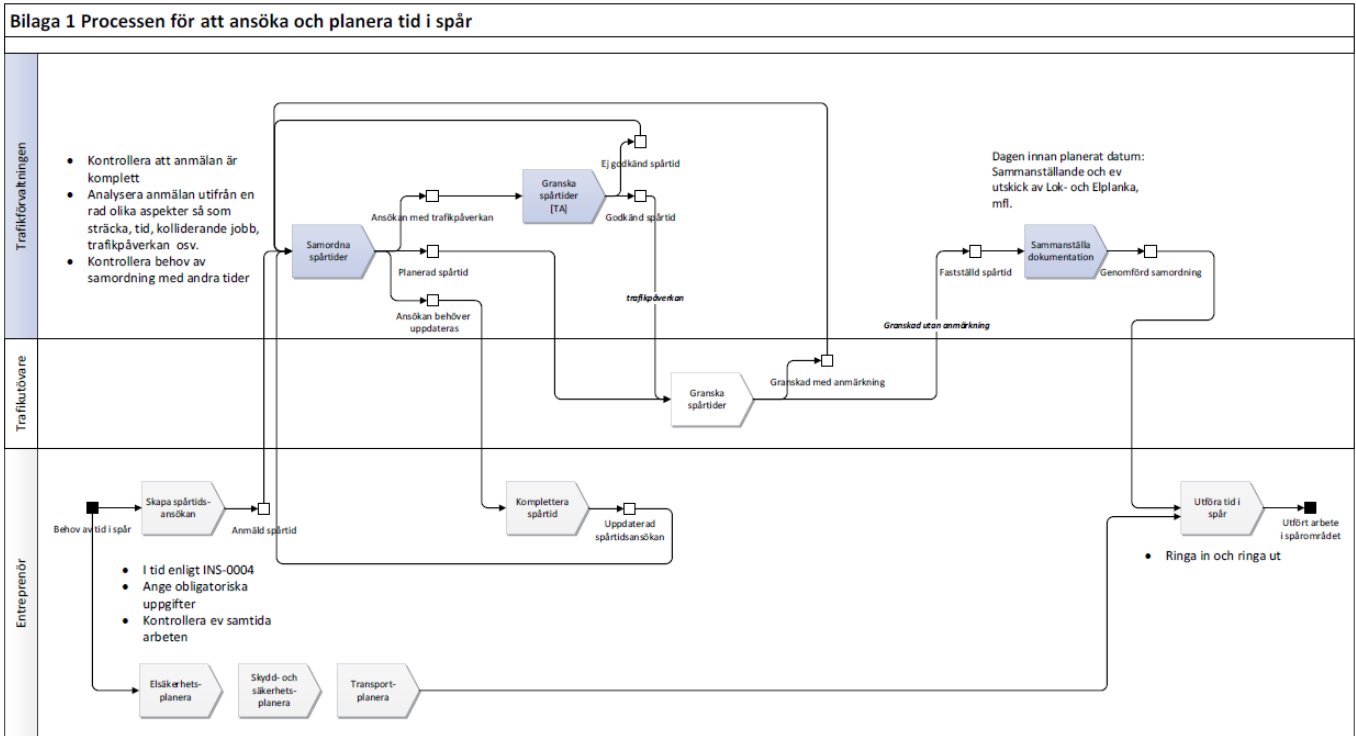 Bilaga 1 Processen för att ansöka och planera tid i spår
Trafikförvaltningen
• Kontrollera att anmälan är
komplett
• Analysera anmälan utifrån en
rad olika aspekter så som
sträcka, tid, kolliderande jobb,
trafikpåverkan osv.
• Kontrollera behov av
samordning med andra tider
Samordna
spårtider
Ansökan med trafikpåverkan
Planerad spårtid
Ansökan behöver
uppdateras
Granska
spårtider
[TA]
Ej godkänd spårtid
Godkänd spårtid
trafikpåverkan
Dagen innan planerat datum:
Sammanställande och ev
utskick av Lok- och Elplanka,
mfl.
Fastställd spårtid
Sammanställa
dokumentation
Genomförd samordning
Granskad utan anmärkning
Trafikutövare
Granska
spårtider
Granskad med anmärkning
Entreprenör
Behov av tid i spår
Skapa spårtids-
ansökan
Anmäld spårtid
• I tid enligt INS-0004
• Ange obligatoriska
uppgifter
• Kontrollera ev samtida
arbeten
Komplettera
spårtid
Uppdaterad
spårtidsansökan
Utföra tid i
spår
Utfört arbete
i spårområdet
• Ringa in och ringa ut
Elsäkerhets-
planera
Skydd- och
säkerhets-
planera
Transport-
planera